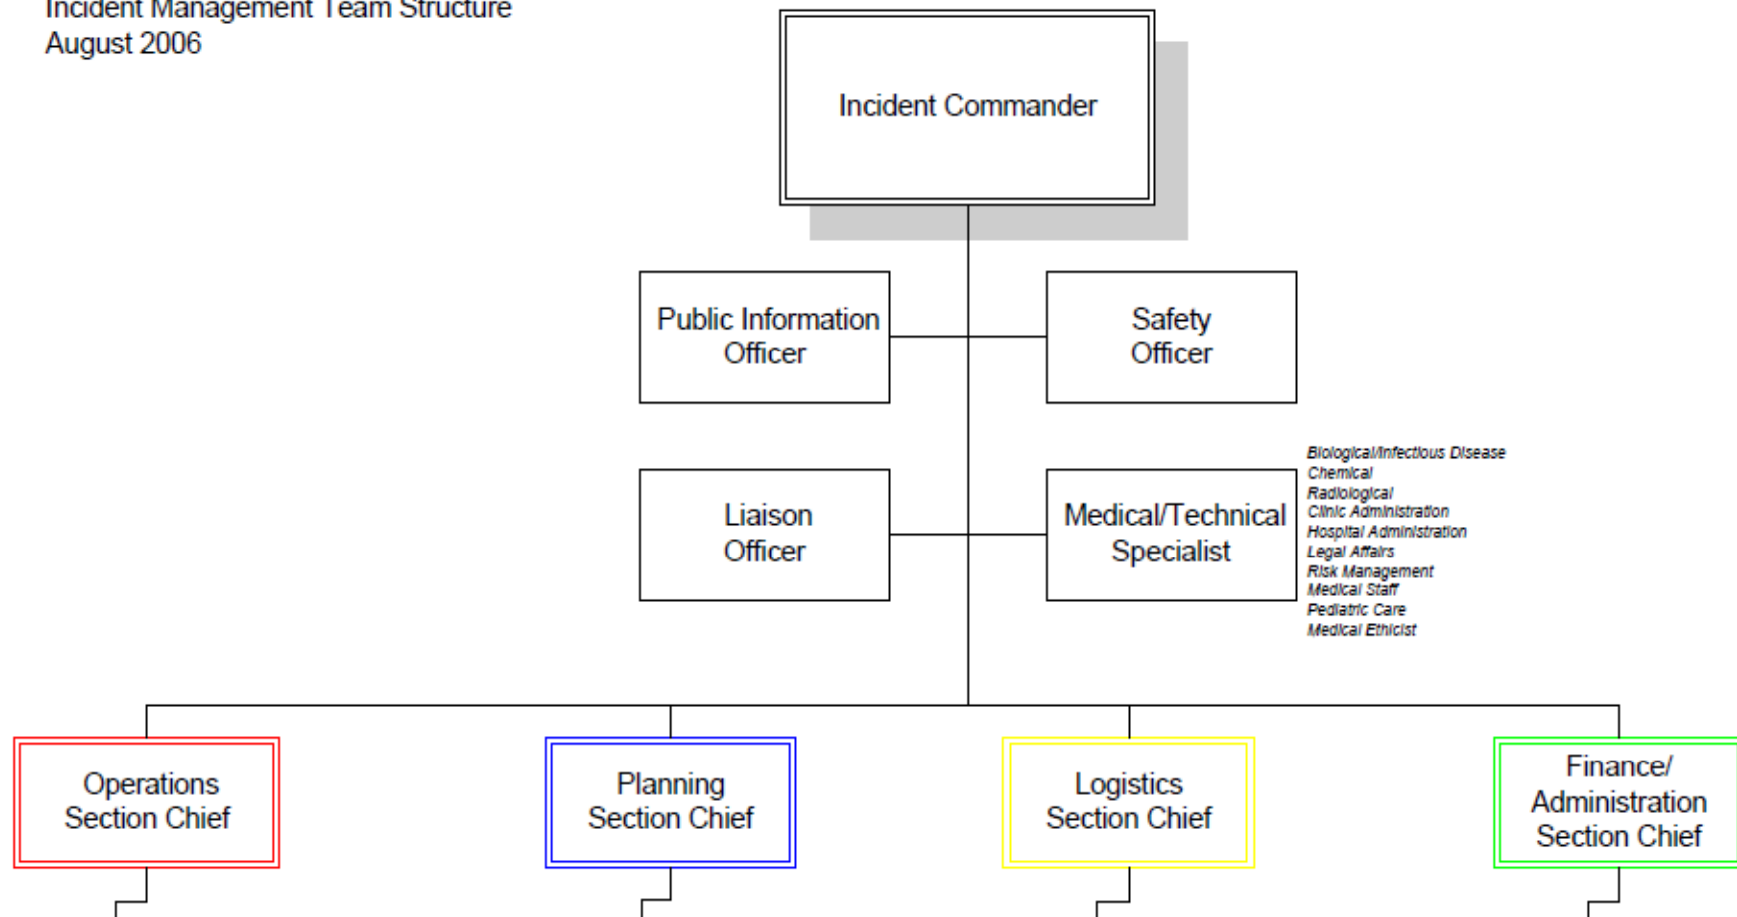 Incident Management Team Structure
August 2006
Incident Commander
Public Information
Officer
Safety
Officer
Liaison
Officer
Medical/Technical
Specialist
Biological/Infectious Disease
Chemical
Radiological
Clinic Administration
Hospital Administration
Legal Affairs
Risk Management
Medical Staff
Pediatric Care
Medical Ethicist
Operations
Section Chief
Planning
Section Chief
Logistics
Section Chief
Finance/
Administration
Section Chief